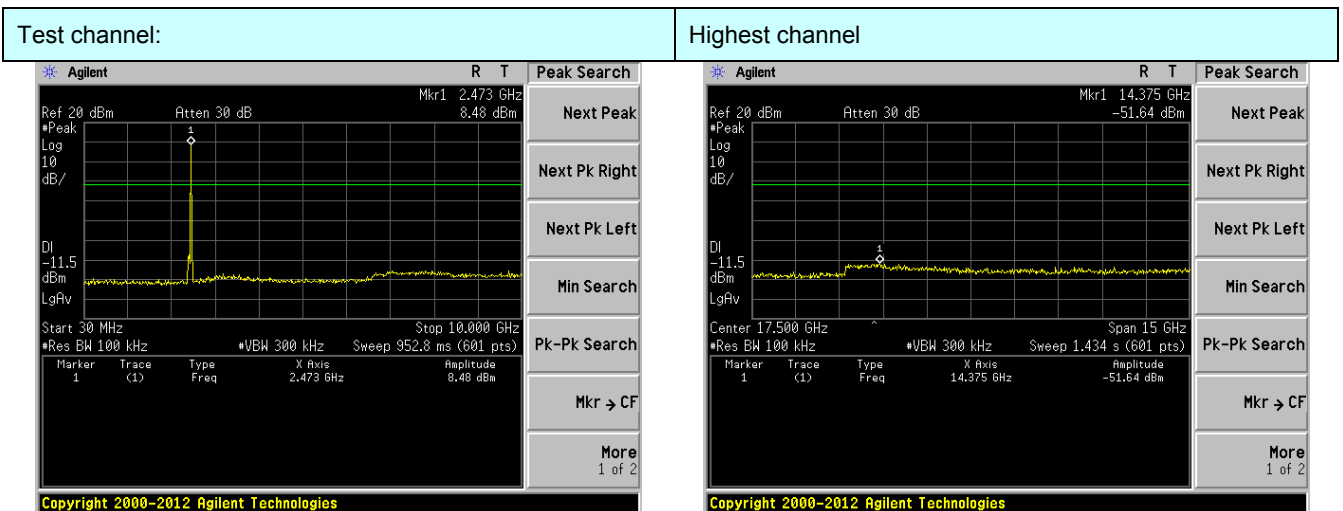 Test channel: Highest channel
Agilent R T Peak Search
Mkr1 2.473 GHz
Ref 20 dBm Atten 30 dB 8.48 dBm
#Peak
Log
10
dB/
1
DI
-11.5
dBm
LgAv
Start 30 MHz Stop 10.000 GHz
#Res BW 100 kHz #VBW 300 kHz Sweep 952.8 ms (601 pts)
Marker Trace Type X Axis Amplitude
1 (1) Freq 2.473 GHz 8.48 dBm
Next Peak
Next Pk Right
Next Pk Left
Min Search
Pk-Pk Search
Mkr → CF
More
1 of 2
Copyright 2000-2012 Agilent Technologies
Agilent R T Peak Search
Mkr1 14.375 GHz
Ref 20 dBm Atten 30 dB -51.64 dBm
#Peak
Log
10
dB/
1
DI
-11.5
dBm
LgAv
Center 17.500 GHz ^ Span 15 GHz
#Res BW 100 kHz #VBW 300 kHz Sweep 1.434 s (601 pts)
Marker Trace Type X Axis Amplitude
1 (1) Freq 14.375 GHz -51.64 dBm
Next Peak
Next Pk Right
Next Pk Left
Min Search
Pk-Pk Search
Mkr → CF
More
1 of 2
Copyright 2000-2012 Agilent Technologies